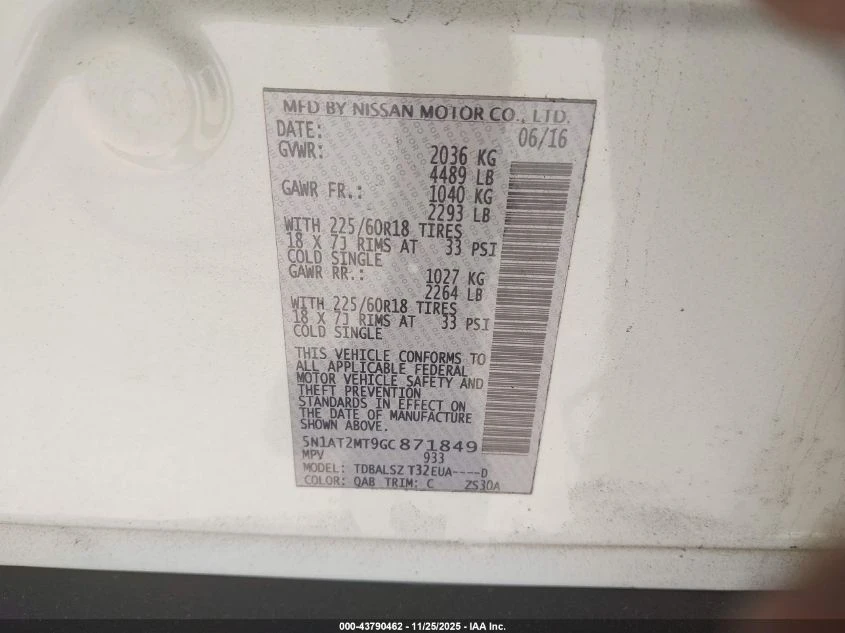 MFD BY NISSAN MOTOR CO., LTD.
DATE: 06/16
GVWR: 2036 KG
4489 LB
GAWR FR.: 1040 KG
2293 LB
WITH 225/60R18 TIRES
18 X 7J RIMS AT 33 PSI
COLD SINGLE
GAWR RR.: 1027 KG
2264 LB
WITH 225/60R18 TIRES
18 X 7J RIMS AT 33 PSI
COLD SINGLE
THIS VEHICLE CONFORMS TO
ALL APPLICABLE FEDERAL
MOTOR VEHICLE SAFETY AND
THEFT PREVENTION
STANDARDS IN EFFECT ON
THE DATE OF MANUFACTURE
SHOWN ABOVE.
5N1AT2MT9GC871849
MPV 933
MODEL: TDBALSZ T32EUA----D
COLOR: QAB TRIM: C ZS30A
000-43790462 - 11/25/2025 - IAA Inc.